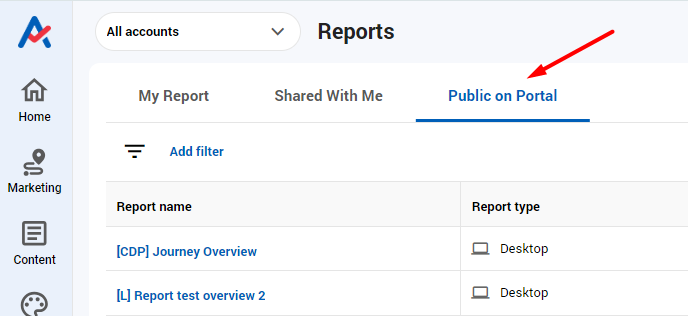 All accounts
Reports
My Report
Shared With Me
Public on Portal
Home
Add filter
Marketing
Report name
Report type
Content
[CDP] Journey Overview
Desktop
[L] Report test overview 2
Desktop